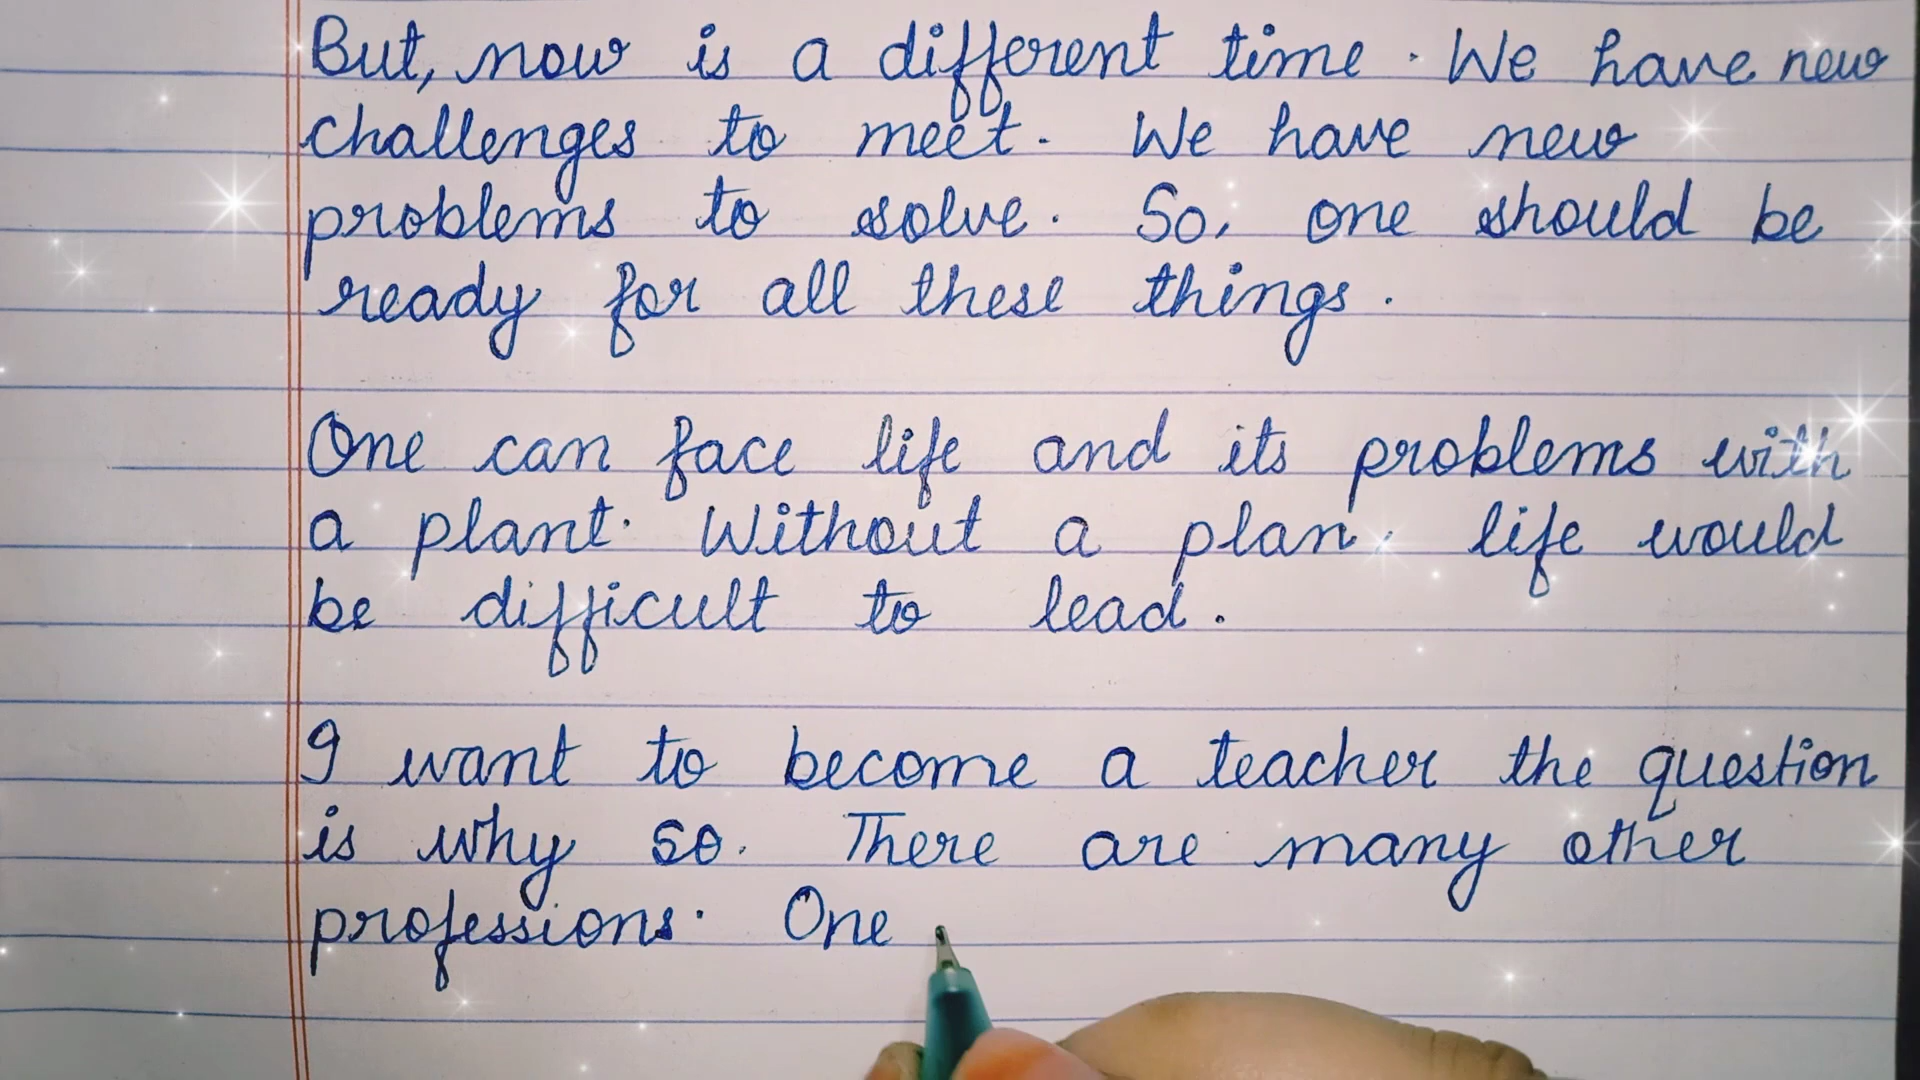 But, now is a different time. We have new
challenges to meet. We have new
problems to solve. So, one should be
ready for all these things.
One can face life and its problems with
a plant. Without a plan, life would
be difficult to lead.
I want to become a teacher the question
is why so. There are many other
professions. One